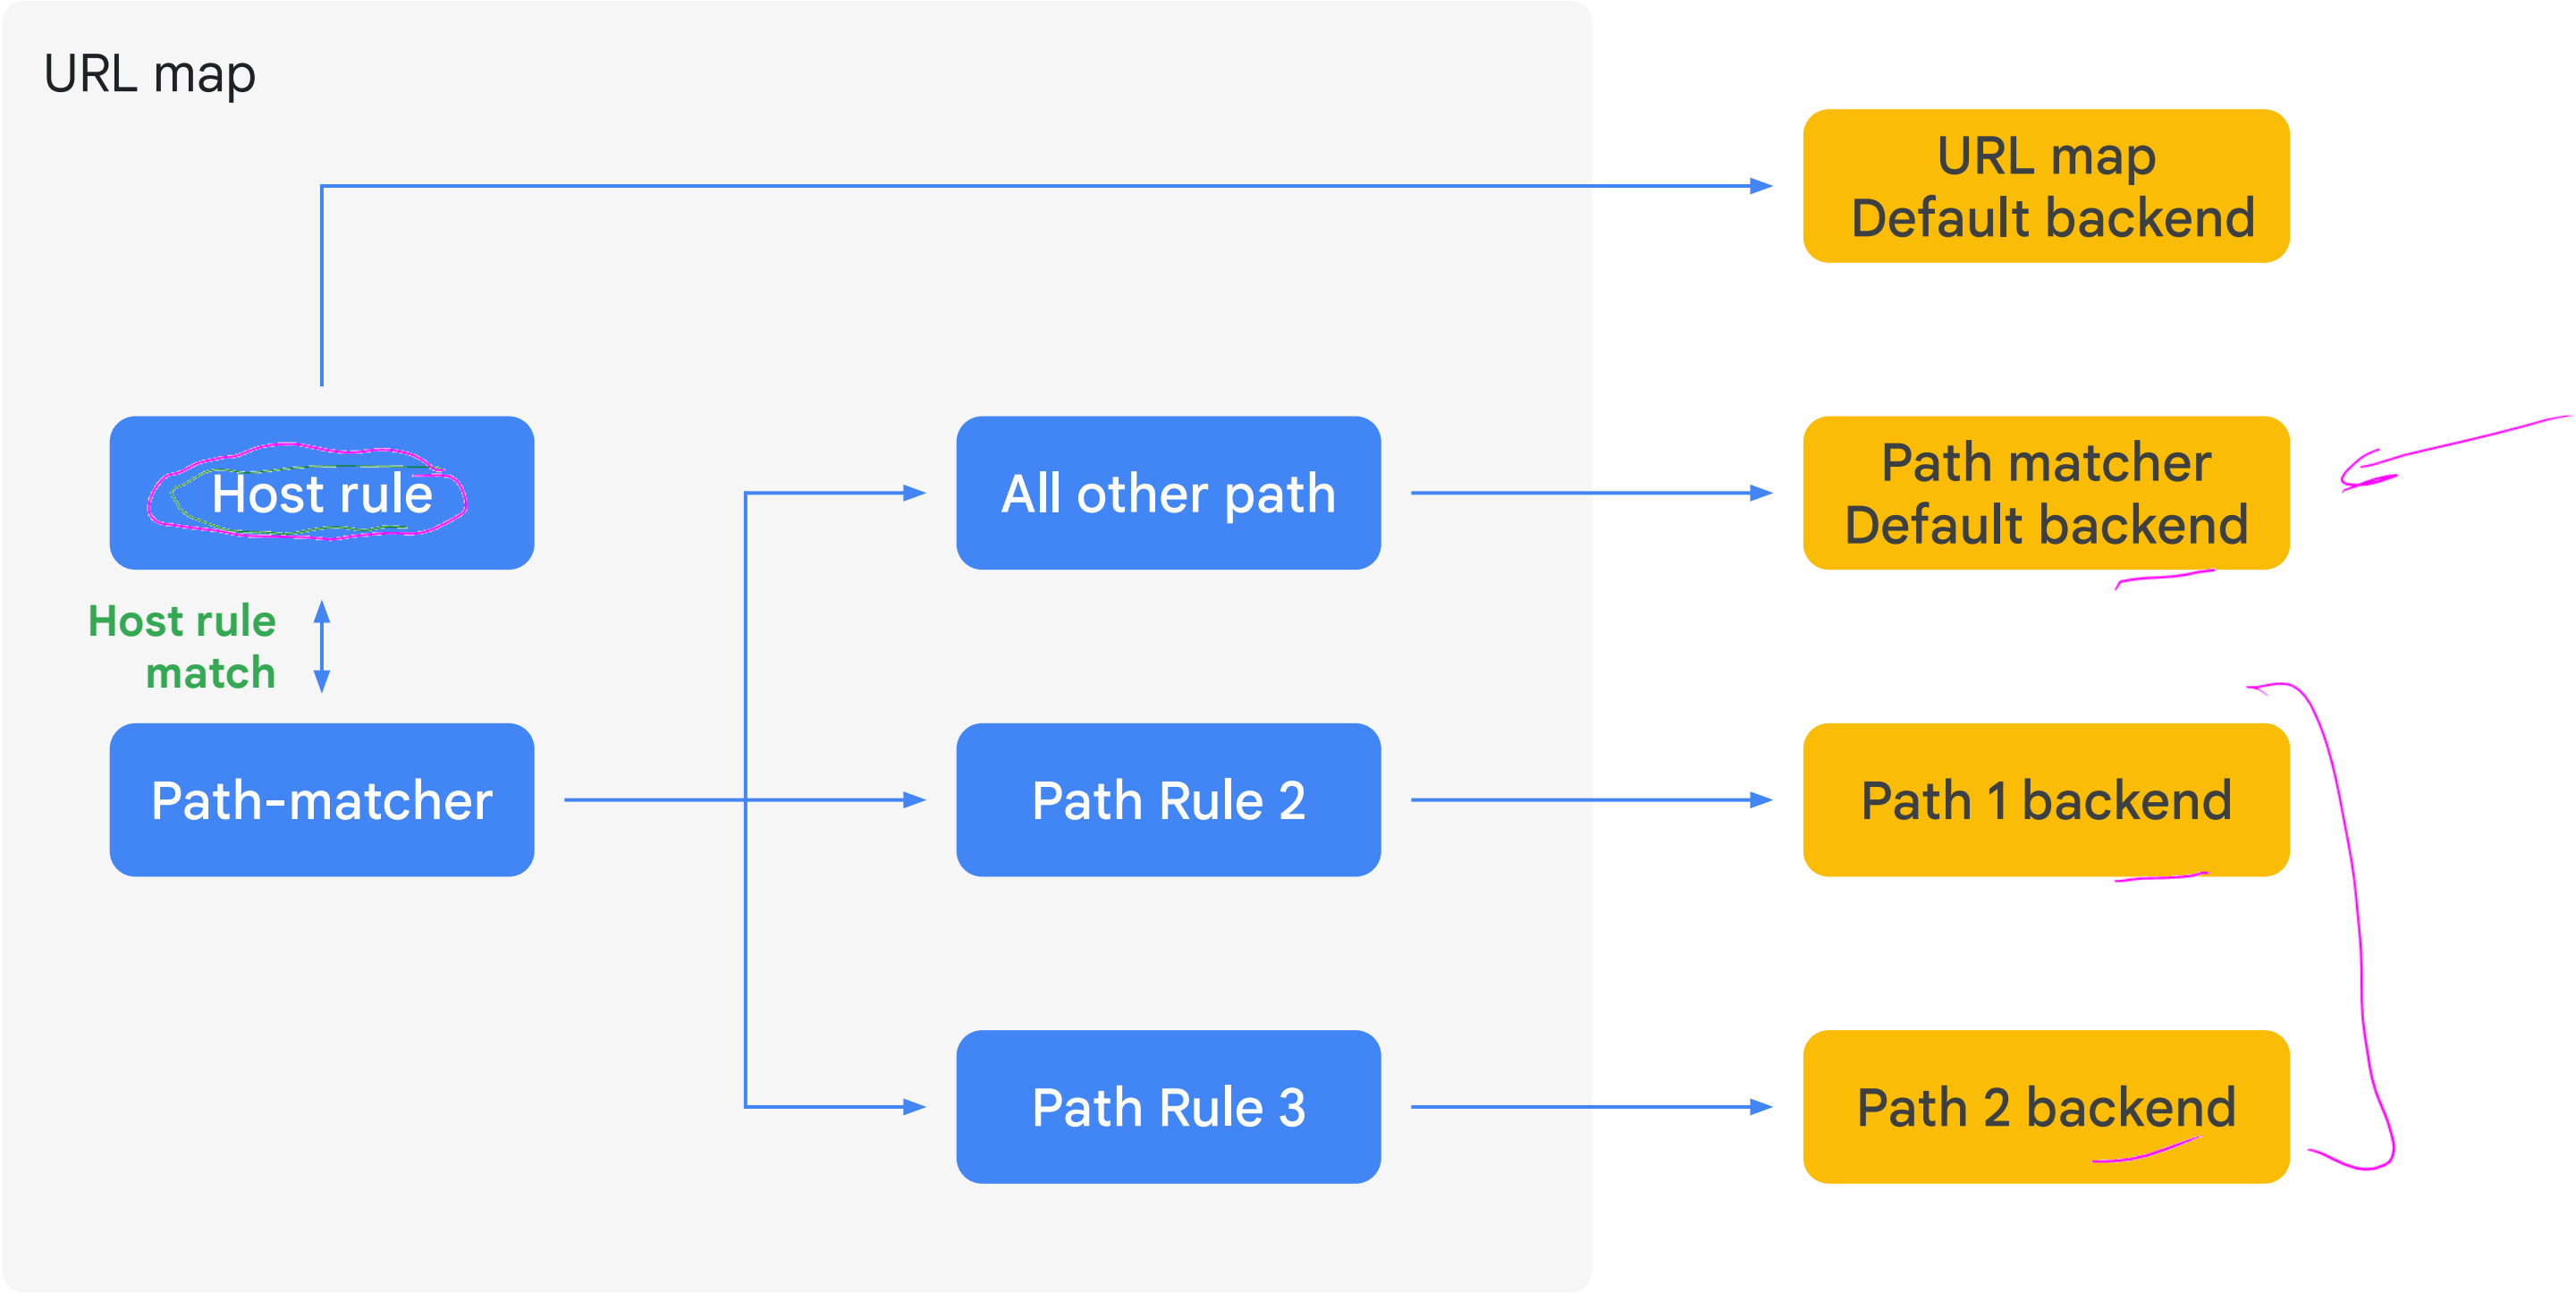 URL map
URL map
Default backend
Host rule
All other path
Path matcher
Default backend
Host rule
match
Path-matcher
Path Rule 2
Path 1 backend
Path Rule 3
Path 2 backend